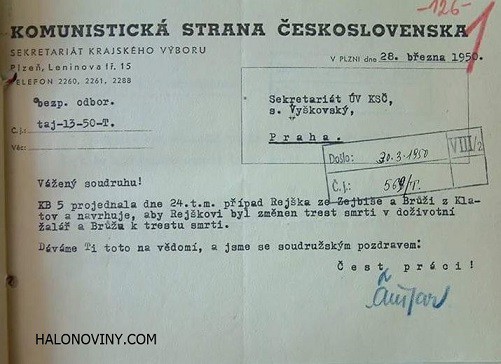 -126-
1
KOMUNISTICKÁ STRANA ČESKOSLOVENSKA
SEKRETARIÁT KRAJSKÉHO VÝBORU
Plzeň, Leninova tř. 15
TELEFON 2260, 2261, 2288
V PLZNI dne 28. března 1950.
bezp. odbor.
Č.j.: taj-13-50-T.
Věc:
Sekretariát ÚV KSČ,
s. Vyškovský,
Praha.
VIII/2
Došlo: 30.3.1950
Č.j.: /T.
Vážený soudruhu!
KB 5 projednala dne 24.t.m. případ Rejška ze Zejbiše a Brůži z Kla-
tov a navrhuje, aby Rejškovi byl změněn trest smrti v doživotní
žalář a Brůžu k trestu smrti.
Dáváme Ti toto na vědomí, a jsme se soudružským pozdravem:
Čest práci!
HALONOVINY.COM